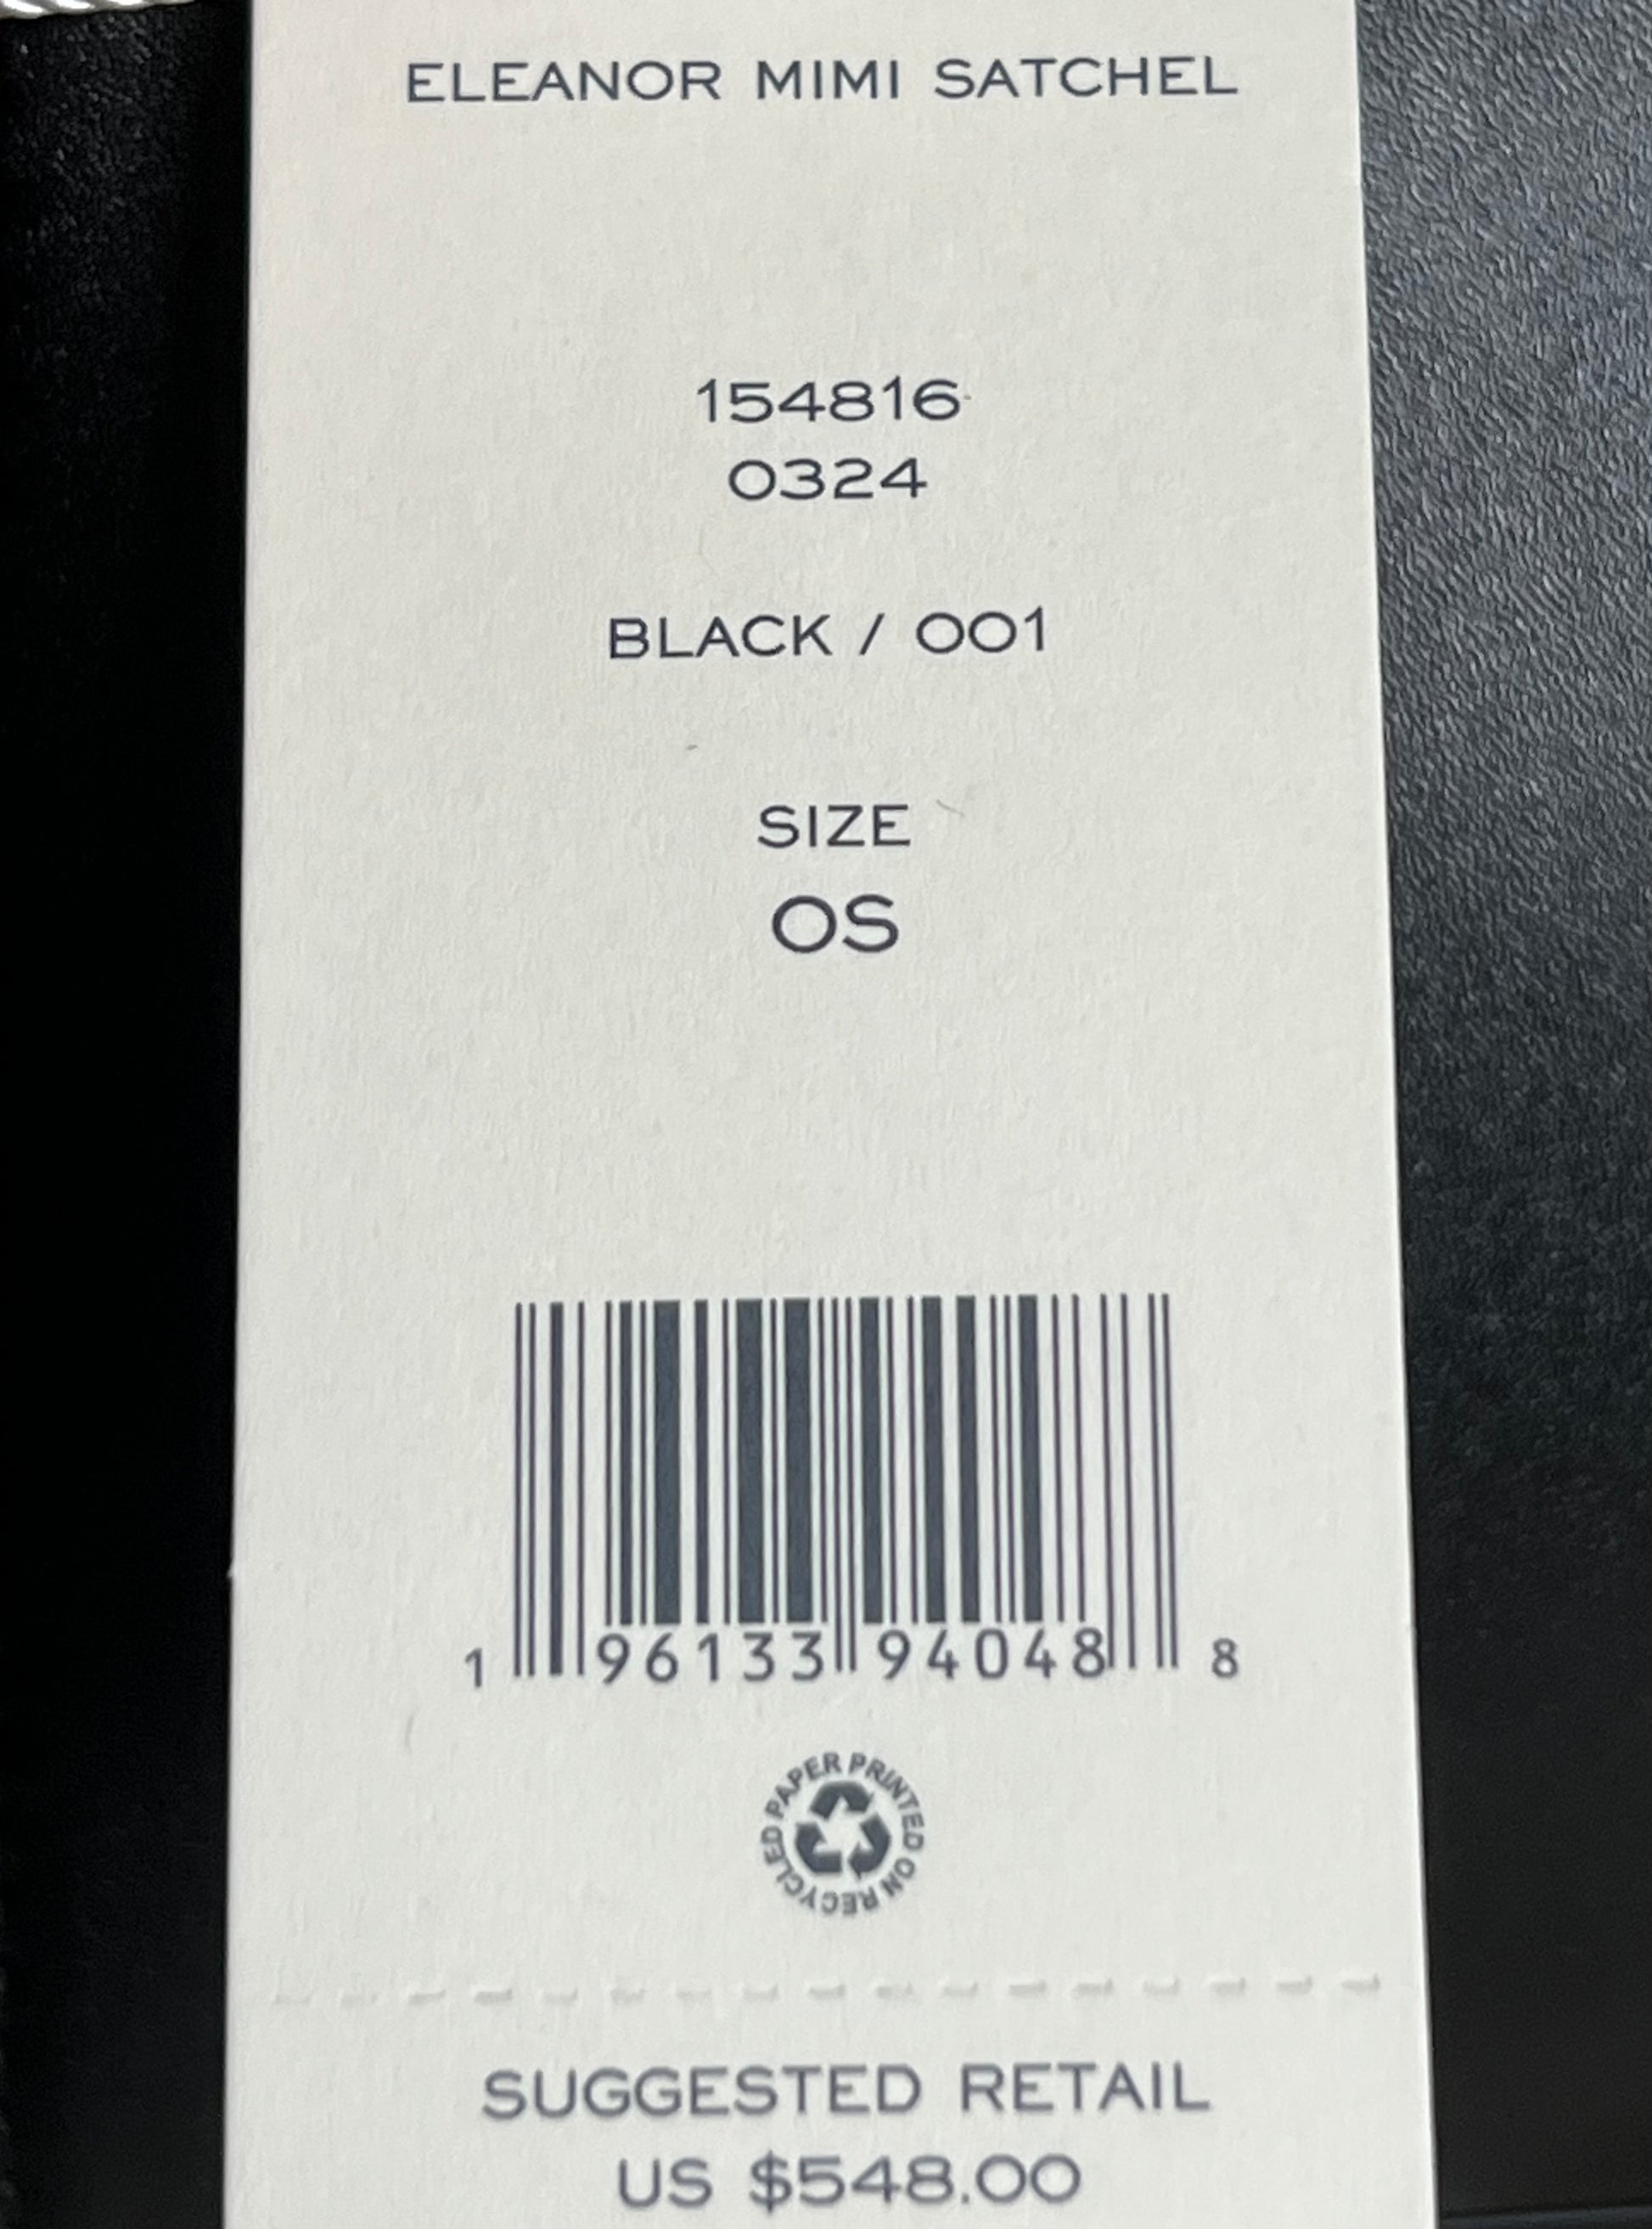 ELEANOR MIMI SATCHEL
154816
0324
BLACK / 001
SIZE
OS
1 96133 94048 8
PRINTED ON RECYCLED PAPER
SUGGESTED RETAIL
US $548.00